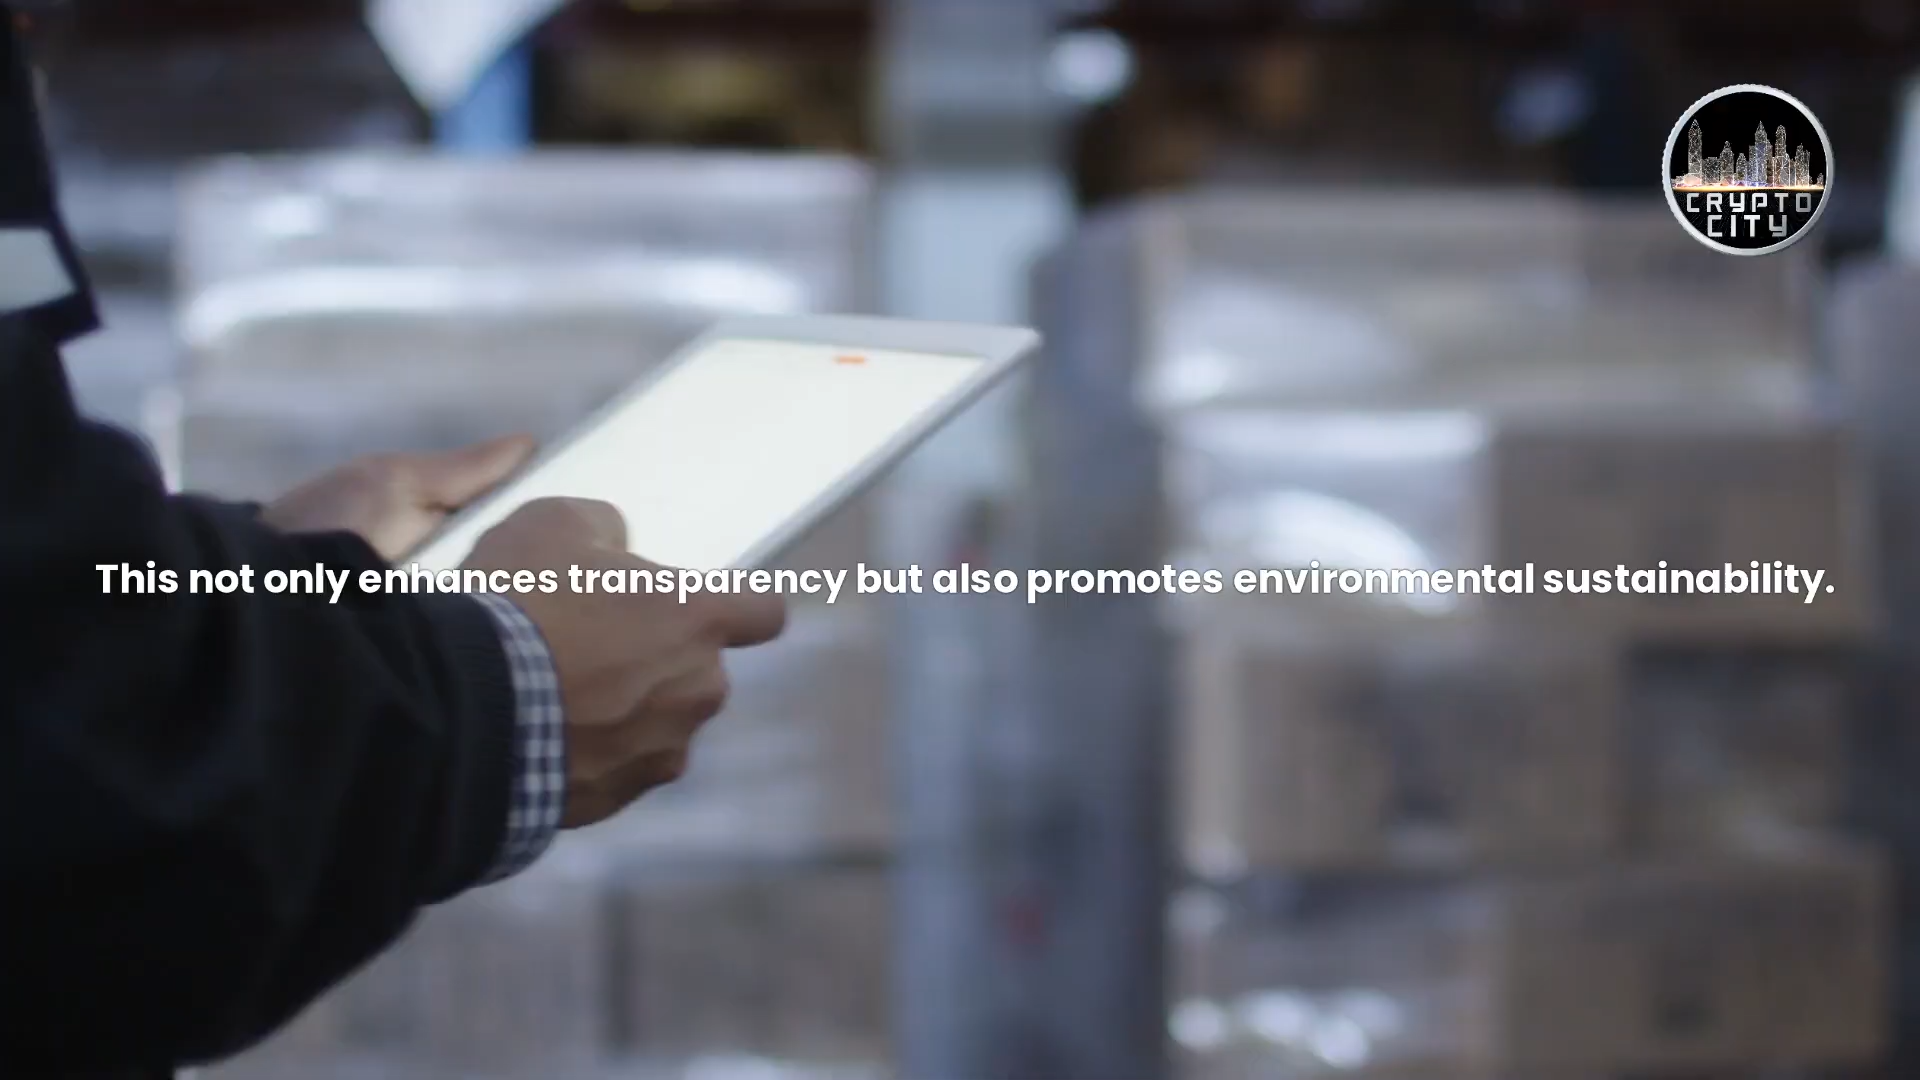 CRYPTO
CITY
This not only enhances transparency but also promotes environmental sustainability.